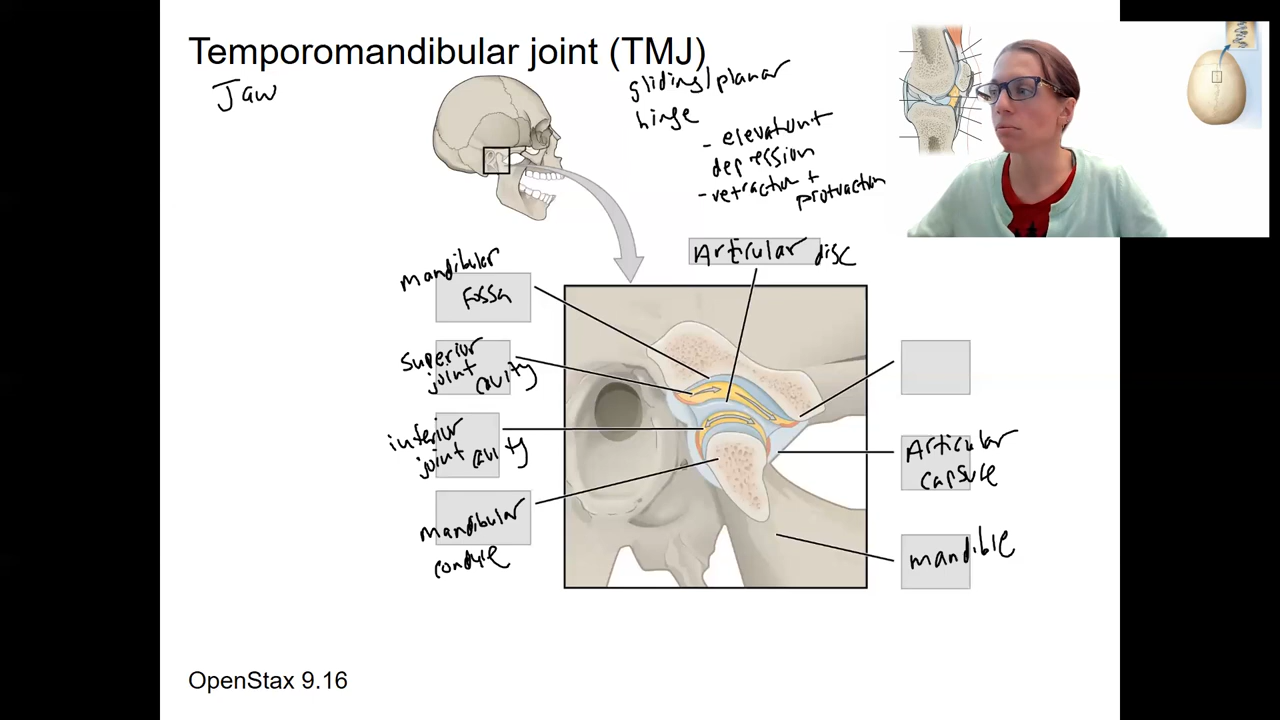 Temporomandibular joint (TMJ)
Jaw
gliding/planar
hinge
- elevation +
depression
- retraction +
protraction
mandibular
fossa
Articular disc
superior
joint cavity
inferior
joint cavity
Articular
capsule
mandibular
condyle
mandible
OpenStax 9.16